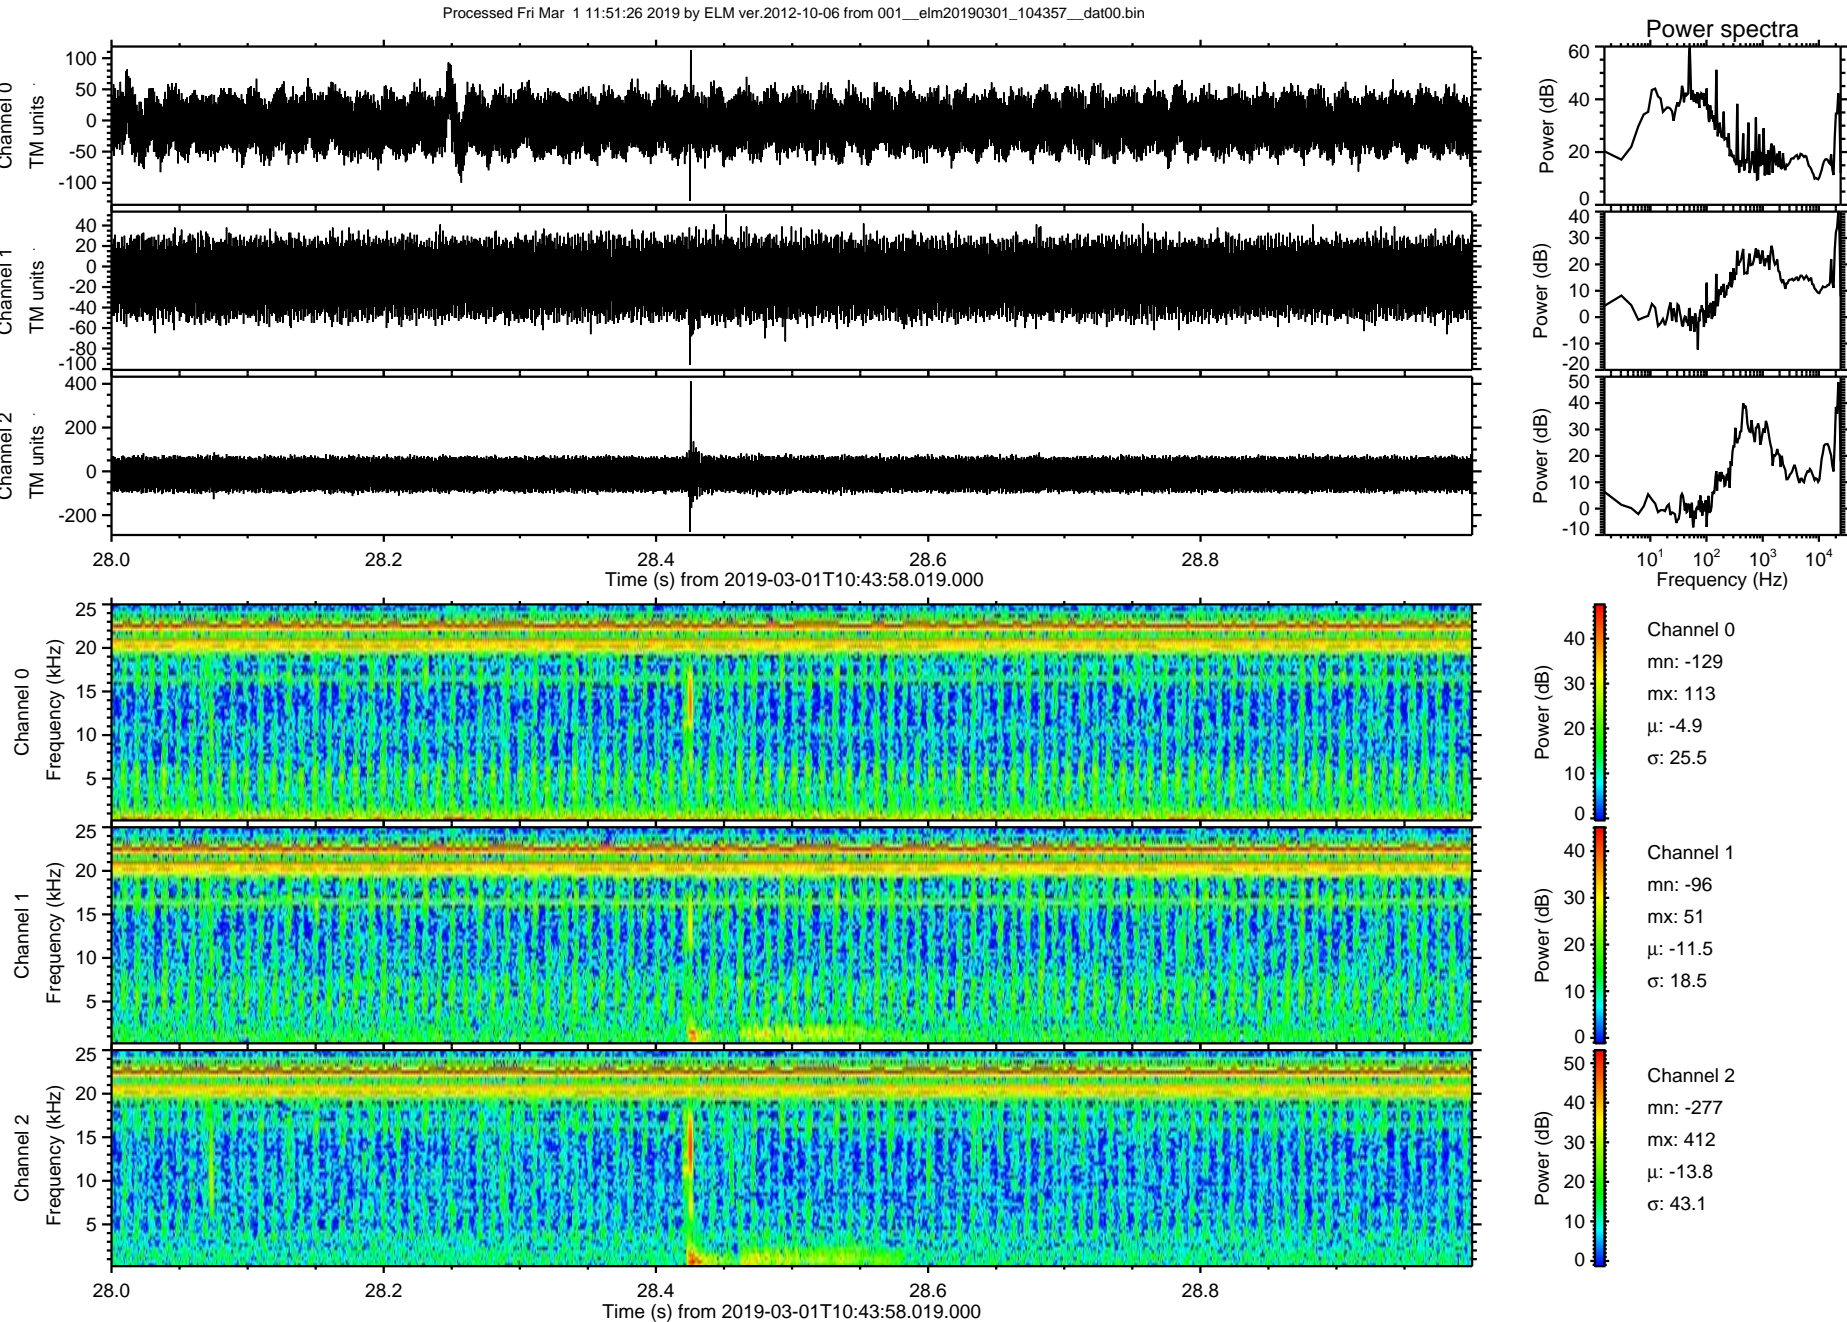 Processed Fri Mar  1 11:51:26 2019 by ELM ver.2012-10-06 from 001__elm20190301_104357__dat00.bin
Power spectra
Channel 0
TM units
100
50
0
-50
-100
Power (dB)
60
40
20
0
Channel 1
TM units
40
20
0
-20
-40
-60
-80
-100
Power (dB)
40
30
20
10
0
-10
-20
Channel 2
TM units
400
200
0
-200
Power (dB)
50
40
30
20
10
0
-10
28.0 28.2 28.4 28.6 28.8
Time (s) from 2019-03-01T10:43:58.019.000
10^1 10^2 10^3 10^4
Frequency (Hz)
Channel 0
Frequency (kHz)
25
20
15
10
5
Power (dB)
40
30
20
10
0
Channel 0
mn: -129
mx: 113
μ: -4.9
σ: 25.5
Channel 1
Frequency (kHz)
25
20
15
10
5
Power (dB)
40
30
20
10
0
Channel 1
mn: -96
mx: 51
μ: -11.5
σ: 18.5
Channel 2
Frequency (kHz)
25
20
15
10
5
Power (dB)
50
40
30
20
10
0
Channel 2
mn: -277
mx: 412
μ: -13.8
σ: 43.1
28.0 28.2 28.4 28.6 28.8
Time (s) from 2019-03-01T10:43:58.019.000